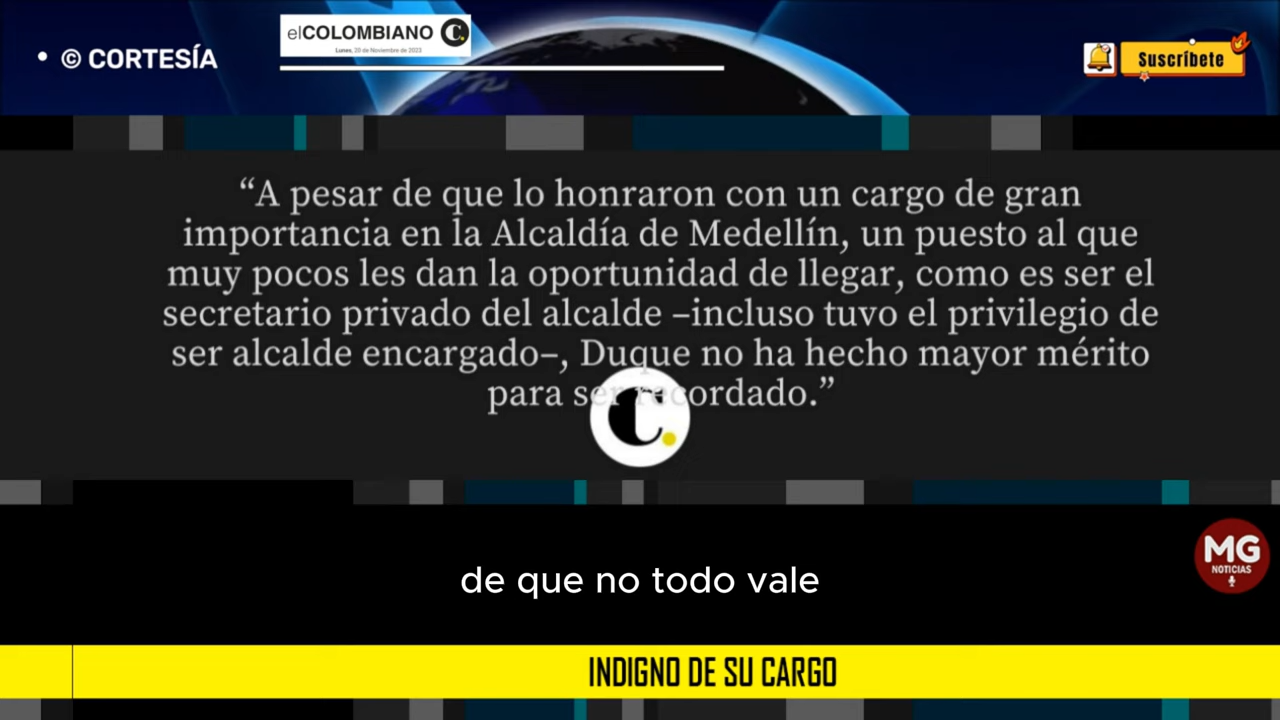 • © CORTESÍA
elCOLOMBIANO C.
Lunes, 20 de Noviembre de 2023
Suscríbete
“A pesar de que lo honraron con un cargo de gran
importancia en la Alcaldía de Medellín, un puesto al que
muy pocos les dan la oportunidad de llegar, como es ser el
secretario privado del alcalde –incluso tuvo el privilegio de
ser alcalde encargado–, Duque no ha hecho mayor mérito
para ser recordado.”
C.
MG
NOTICIAS
de que no todo vale
INDIGNO DE SU CARGO